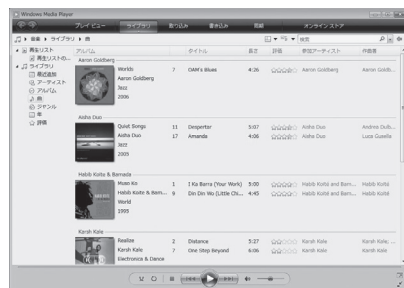 Windows Media Player
プレイ ビュー ライブラリ 取り込み 書き込み 同期 オンライン ストア
音楽 ▸ ライブラリ ▸ 曲 検索
再生リスト アルバム タイトル 長さ 評価 参加アーティスト 作曲者
再生リストの...
ライブラリ
最近追加
アーティスト
アルバム
曲
ジャンル
年
評価
Aaron Goldberg
Worlds 7 OAM's Blues 4:26 Aaron Goldberg Aaron Goldb...
Aaron Goldberg
Jazz
2006
Aisha Duo
Quiet Songs 11 Despertar 5:07 Aisha Duo Andrea Dulb...
Aisha Duo 17 Amanda 4:06 Aisha Duo Luca Gusella
Jazz
2005
Habib Koite & Bamada
Muso Ko 1 I Ka Barra (Your Work) 5:00 Habib Koité and Bam... Habib Koité
Habib Koite & Bam... 9 Din Din Wo (Little Chi... 4:45 Habib Koité and Bam... Habib Koité
World
1995
Karsh Kale
Realize 2 Distance 5:27 Karsh Kale Karsh Kale; ...
Karsh Kale 7 One Step Beyond 6:06 Karsh Kale Karsh Kale
Electronics & Dance